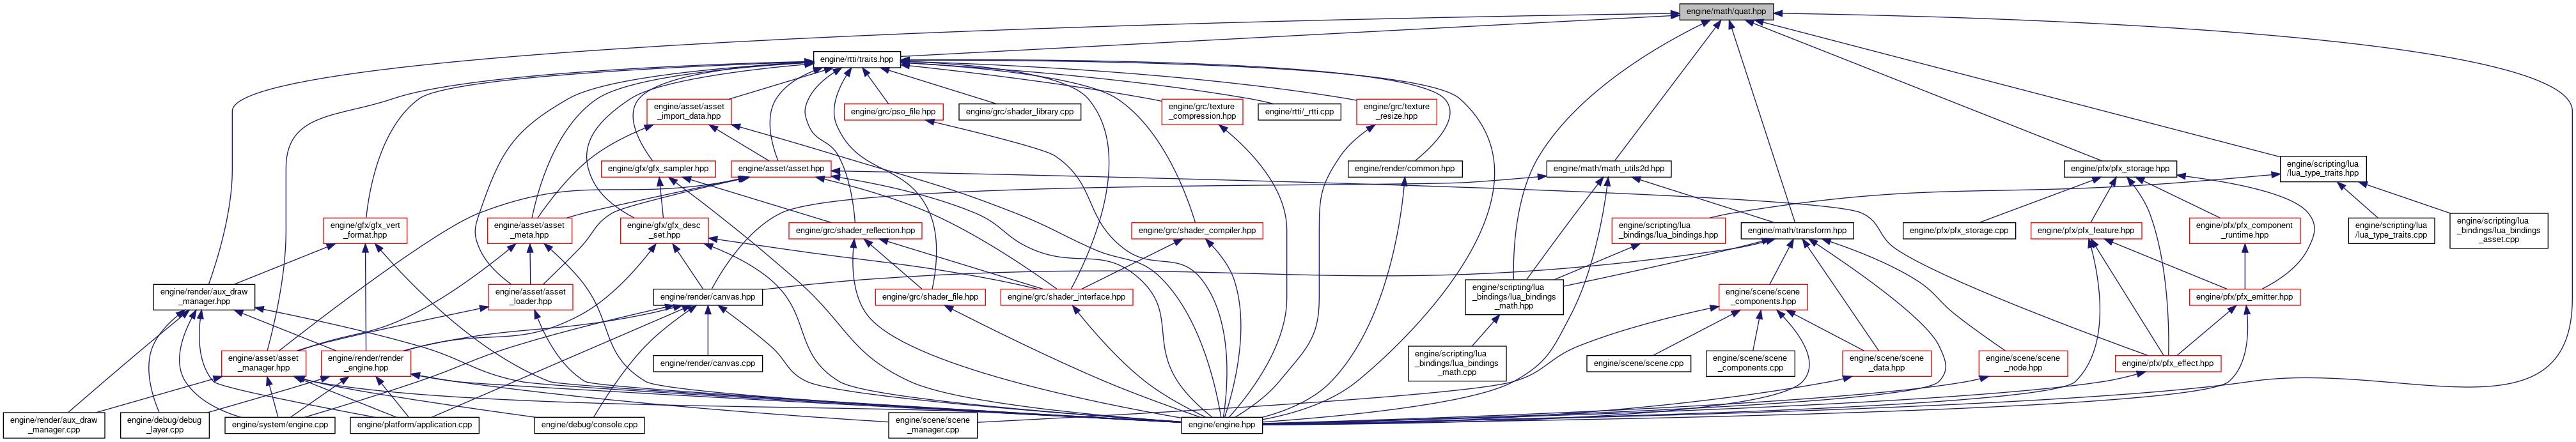 engine/math/quat.hpp
engine/rtti/traits.hpp
engine/asset/asset
_import_data.hpp
engine/grc/pso_file.hpp
engine/grc/shader_library.cpp
engine/grc/texture
_compression.hpp
engine/rtti/_rtti.cpp
engine/grc/texture
_resize.hpp
engine/gfx/gfx_sampler.hpp
engine/asset/asset.hpp
engine/render/common.hpp
engine/math/math_utils2d.hpp
engine/pfx/pfx_storage.hpp
engine/scripting/lua
/lua_type_traits.hpp
engine/gfx/gfx_vert
_format.hpp
engine/asset/asset
_meta.hpp
engine/gfx/gfx_desc
_set.hpp
engine/grc/shader_reflection.hpp
engine/grc/shader_compiler.hpp
engine/scripting/lua
_bindings/lua_bindings.hpp
engine/math/transform.hpp
engine/pfx/pfx_storage.cpp
engine/pfx/pfx_feature.hpp
engine/pfx/pfx_component
_runtime.hpp
engine/scripting/lua
/lua_type_traits.cpp
engine/scripting/lua
_bindings/lua_bindings
_asset.cpp
engine/render/aux_draw
_manager.hpp
engine/asset/asset
_loader.hpp
engine/render/canvas.hpp
engine/grc/shader_file.hpp
engine/grc/shader_interface.hpp
engine/scripting/lua
_bindings/lua_bindings
_math.hpp
engine/scene/scene
_components.hpp
engine/pfx/pfx_emitter.hpp
engine/asset/asset
_manager.hpp
engine/render/render
_engine.hpp
engine/render/canvas.cpp
engine/scripting/lua
_bindings/lua_bindings
_math.cpp
engine/scene/scene.cpp
engine/scene/scene
_components.cpp
engine/scene/scene
_data.hpp
engine/scene/scene
_node.hpp
engine/pfx/pfx_effect.hpp
engine/render/aux_draw
_manager.cpp
engine/debug/debug
_layer.cpp
engine/system/engine.cpp
engine/platform/application.cpp
engine/debug/console.cpp
engine/scene/scene
_manager.cpp
engine/engine.hpp